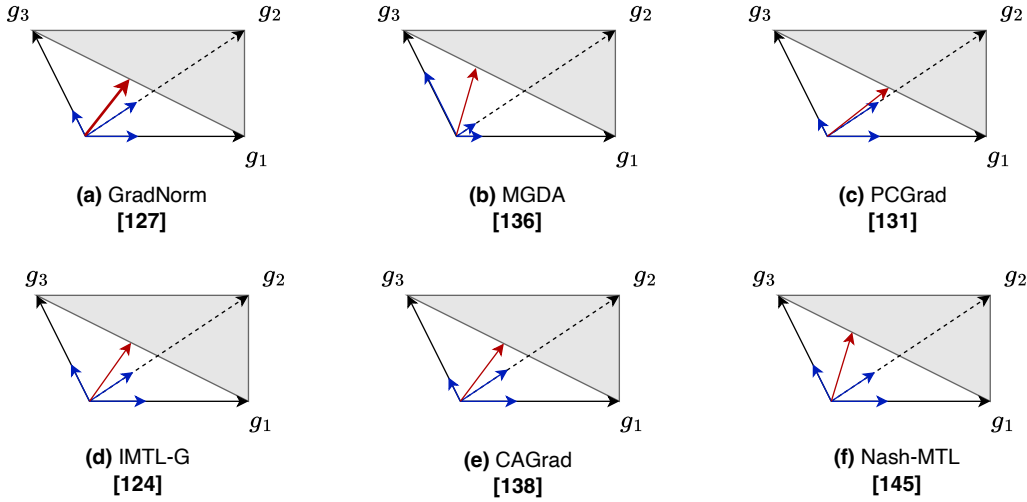 g₃ g₂ g₃ g₂ g₃ g₂
g₁ g₁ g₁
(a) GradNorm (b) MGDA (c) PCGrad
[127] [136] [131]
g₃ g₂ g₃ g₂ g₃ g₂
g₁ g₁ g₁
(d) IMTL-G (e) CAGrad (f) Nash-MTL
[124] [138] [145]